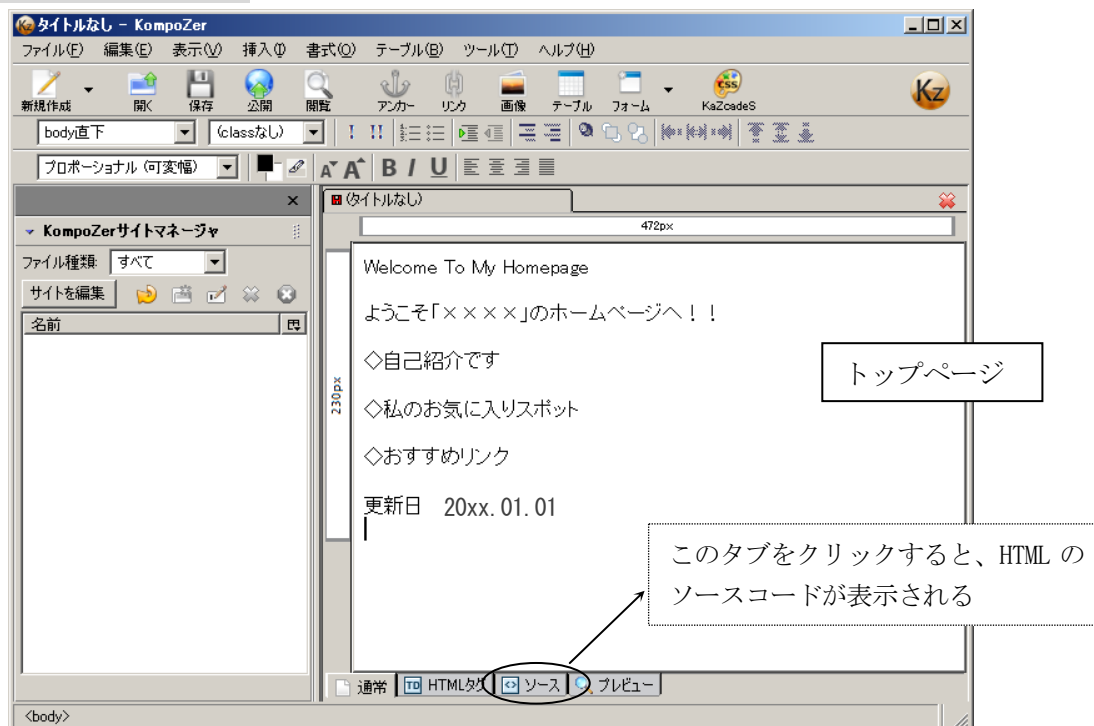 タイトルなし - KompoZer
ファイル(F) 編集(E) 表示(V) 挿入(I) 書式(O) テーブル(B) ツール(T) ヘルプ(H)
新規作成 開く 保存 公開 閲覧 アンカー リンク 画像 テーブル フォーム KaZcadeS
Kz
body直下 (classなし)
プロポーショナル (可変幅) A A B I U
(タイトルなし)
472px
KompoZerサイトマネージャ
ファイル種類: すべて
サイトを編集
名前
230px
Welcome To My Homepage
ようこそ「××××」のホームページへ！！
◇自己紹介です
◇私のお気に入りスポット
◇おすすめリンク
更新日 20xx.01.01
トップページ
このタブをクリックすると、HTML の
ソースコードが表示される
通常 TD HTMLタグ ソース プレビュー
<body>